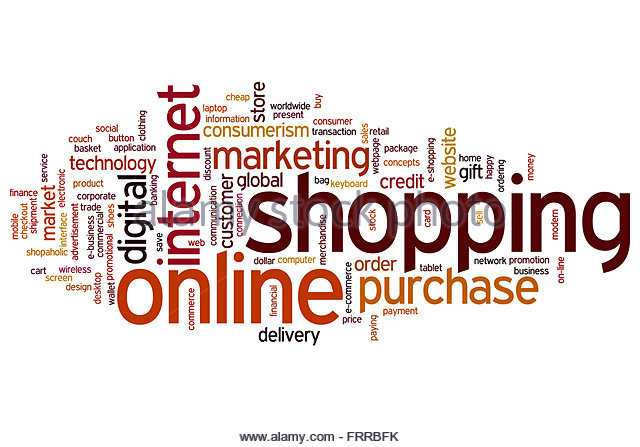 cheap
laptop
store
worldwide
buy
present
information
social
button
clothing
consumerism
transaction
consumer
sales
retail
couch
basket
application
technology
internet
discount
marketing
webpage
package
concepts
e-shopping
website
home
gift
happy
ordering
money
service
electronic
finance
market
product
banking
corporate
digital
customer
global
bag
keyboard
credit
mobile
checkout
shipment
interface
advertisement
e-business
trade
commercial
shoes
promotional
save
web
communication
connection
shopping
merchandise
stock
card
sell
modern
shopaholic
cart
wireless
screen
design
desktop
wallet
online
commerce
dollar
computer
financial
e-commerce
order
tablet
purchase
network
promotion
business
on-line
price
payment
paying
delivery
alamy stock photo
alamy
www.alamy.com - FRRBFK